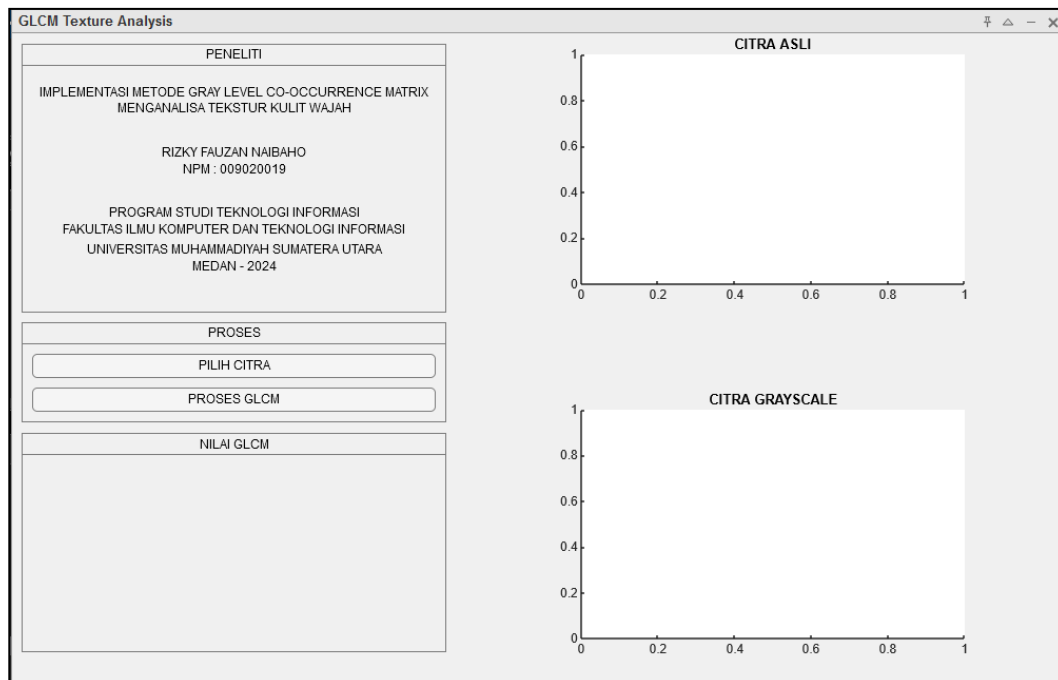 GLCM Texture Analysis
PENELITI
IMPLEMENTASI METODE GRAY LEVEL CO-OCCURRENCE MATRIX
MENGANALISA TEKSTUR KULIT WAJAH
RIZKY FAUZAN NAIBAHO
NPM : 009020019
PROGRAM STUDI TEKNOLOGI INFORMASI
FAKULTAS ILMU KOMPUTER DAN TEKNOLOGI INFORMASI
UNIVERSITAS MUHAMMADIYAH SUMATERA UTARA
MEDAN - 2024
PROSES
PILIH CITRA
PROSES GLCM
NILAI GLCM
CITRA ASLI
1
0.8
0.6
0.4
0.2
0
0 0.2 0.4 0.6 0.8 1
CITRA GRAYSCALE
1
0.8
0.6
0.4
0.2
0
0 0.2 0.4 0.6 0.8 1